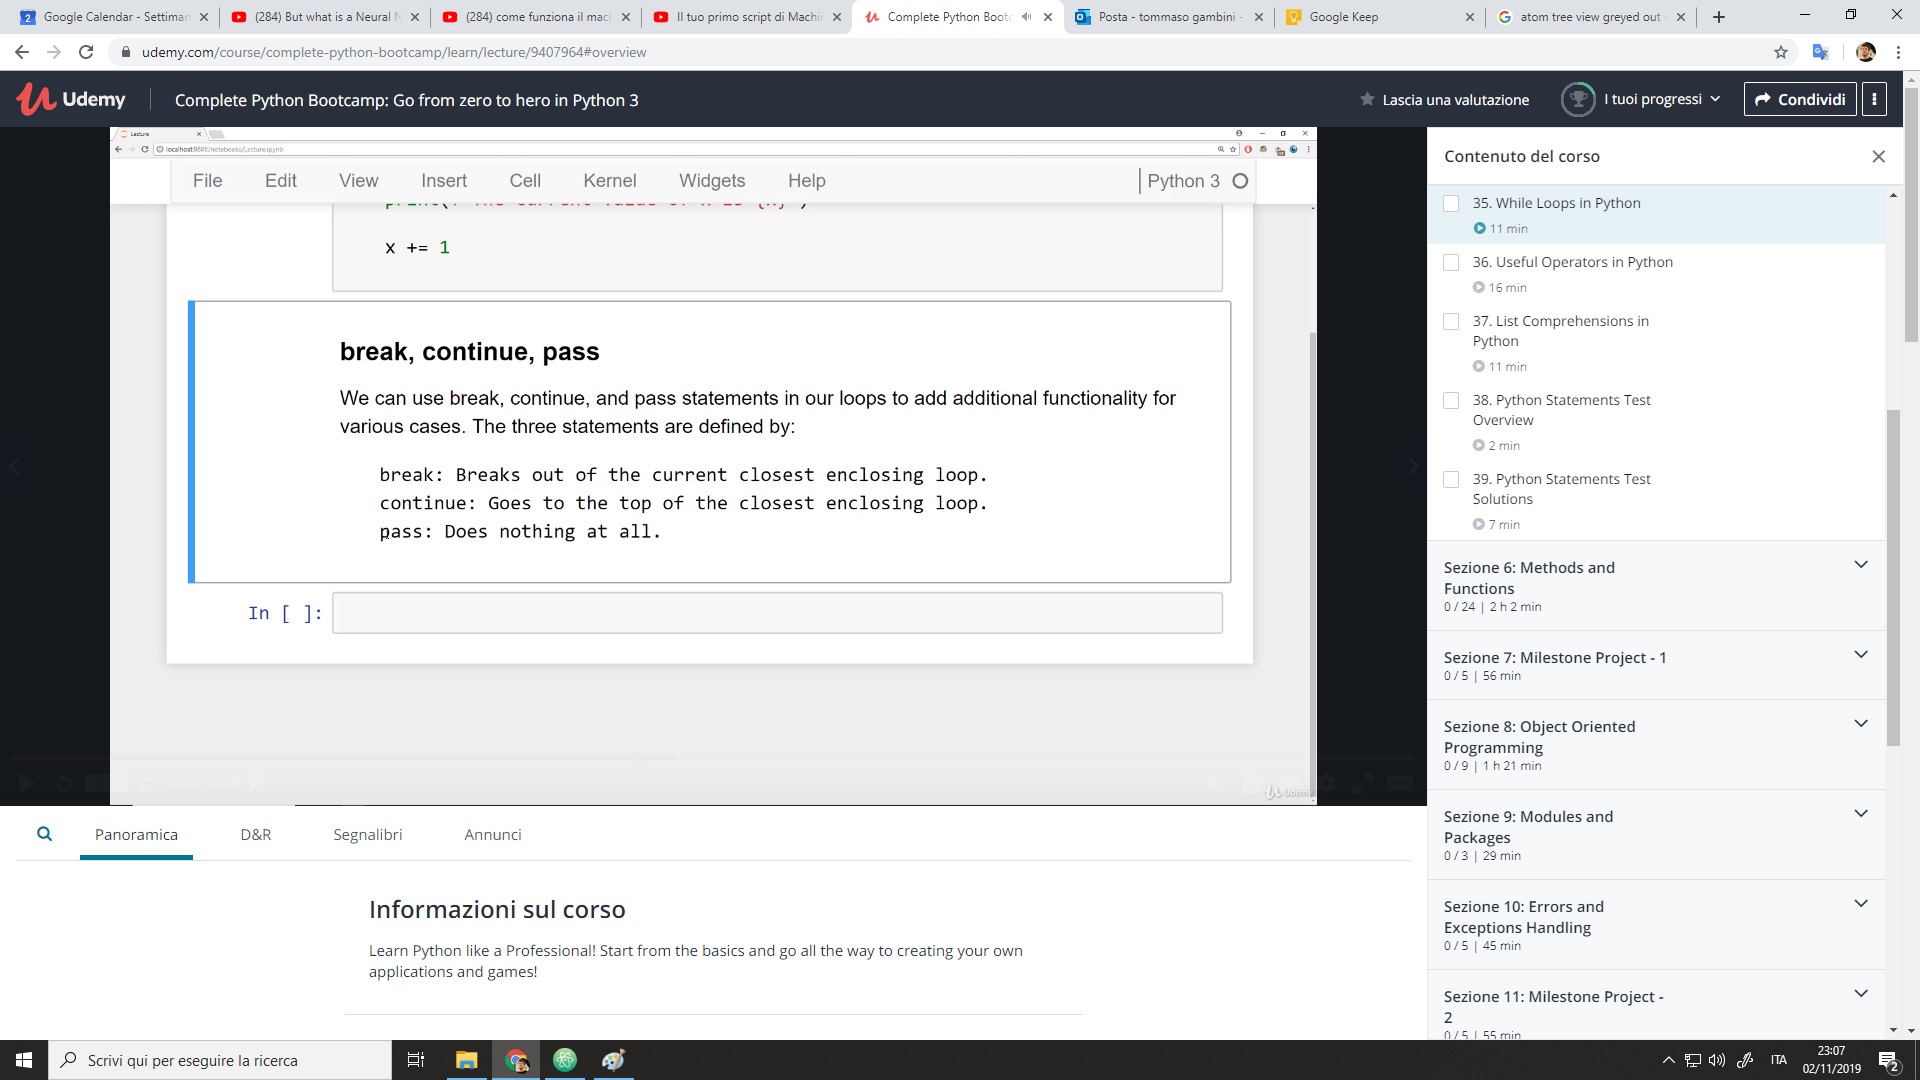 Google Calendar - Settiman
(284) But what is a Neural N
(284) come funziona il mach
Il tuo primo script di Machin
Complete Python Bootc
Posta - tommaso gambini -
Google Keep
atom tree view greyed out -
udemy.com/course/complete-python-bootcamp/learn/lecture/9407964#overview
Udemy
Complete Python Bootcamp: Go from zero to hero in Python 3
Lascia una valutazione
I tuoi progressi
Condividi
Lecture
localhost:8888/notebooks/Lecture.ipynb
File Edit View Insert Cell Kernel Widgets Help
Python 3
x += 1
break, continue, pass
We can use break, continue, and pass statements in our loops to add additional functionality for
various cases. The three statements are defined by:
break: Breaks out of the current closest enclosing loop.
continue: Goes to the top of the closest enclosing loop.
pass: Does nothing at all.
In [ ]:
Udemy
Contenuto del corso
35. While Loops in Python
11 min
36. Useful Operators in Python
16 min
37. List Comprehensions in
Python
11 min
38. Python Statements Test
Overview
2 min
39. Python Statements Test
Solutions
7 min
Sezione 6: Methods and
Functions
0 / 24 | 2 h 2 min
Sezione 7: Milestone Project - 1
0 / 5 | 56 min
Sezione 8: Object Oriented
Programming
0 / 9 | 1 h 21 min
Sezione 9: Modules and
Packages
0 / 3 | 29 min
Sezione 10: Errors and
Exceptions Handling
0 / 5 | 45 min
Sezione 11: Milestone Project -
2
0 / 5 | 55 min
Panoramica
D&R
Segnalibri
Annunci
Informazioni sul corso
Learn Python like a Professional! Start from the basics and go all the way to creating your own
applications and games!
Scrivi qui per eseguire la ricerca
ITA
23:07
02/11/2019
2